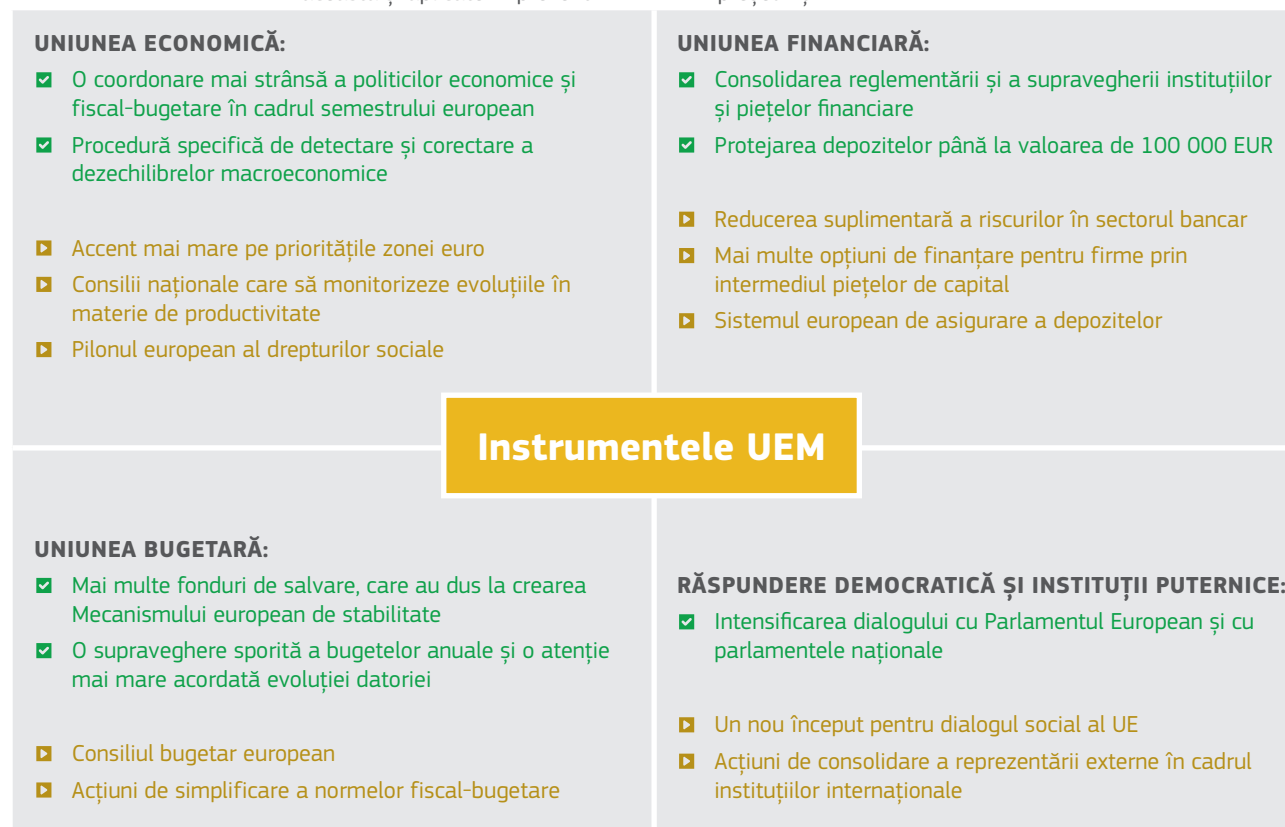 UNIUNEA ECONOMICĂ:
O coordonare mai strânsă a politicilor economice și
fiscal-bugetare în cadrul semestrului european
Procedură specifică de detectare și corectare a
dezechilibrelor macroeconomice
Accent mai mare pe prioritățile zonei euro
Consilii naționale care să monitorizeze evoluțiile în
materie de productivitate
Pilonul european al drepturilor sociale
UNIUNEA FINANCIARĂ:
Consolidarea reglementării și a supravegherii instituțiilor
și piețelor financiare
Protejarea depozitelor până la valoarea de 100 000 EUR
Reducerea suplimentară a riscurilor în sectorul bancar
Mai multe opțiuni de finanțare pentru firme prin
intermediul piețelor de capital
Sistemul european de asigurare a depozitelor
Instrumentele UEM
UNIUNEA BUGETARĂ:
Mai multe fonduri de salvare, care au dus la crearea
Mecanismului european de stabilitate
O supraveghere sporită a bugetelor anuale și o atenție
mai mare acordată evoluției datoriei
Consiliul bugetar european
Acțiuni de simplificare a normelor fiscal-bugetare
RĂSPUNDERE DEMOCRATICĂ ȘI INSTITUȚII PUTERNICE:
Intensificarea dialogului cu Parlamentul European și cu
parlamentele naționale
Un nou început pentru dialogul social al UE
Acțiuni de consolidare a reprezentării externe în cadrul
instituțiilor internaționale